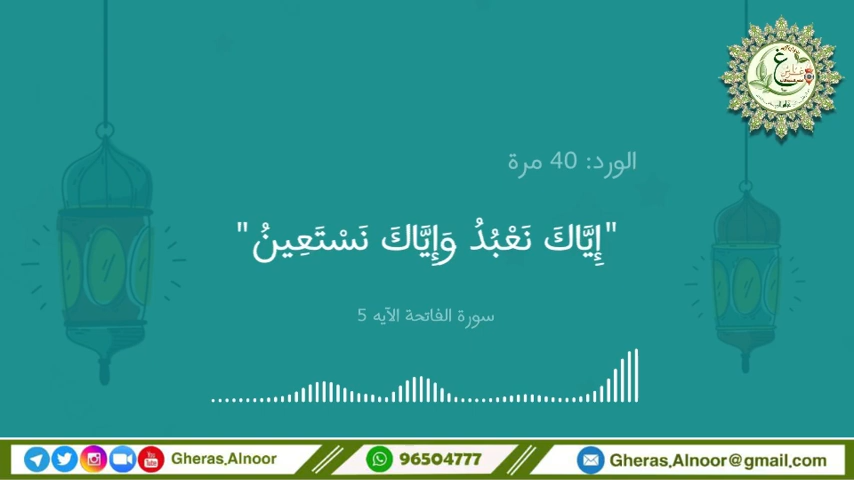 الورد: 40 مرة
"إِيَّاكَ نَعْبُدُ وَإِيَّاكَ نَسْتَعِينُ"
سورة الفاتحة الآيه 5
Gheras.Alnoor
96504777
Gheras.Alnoor@gmail.com